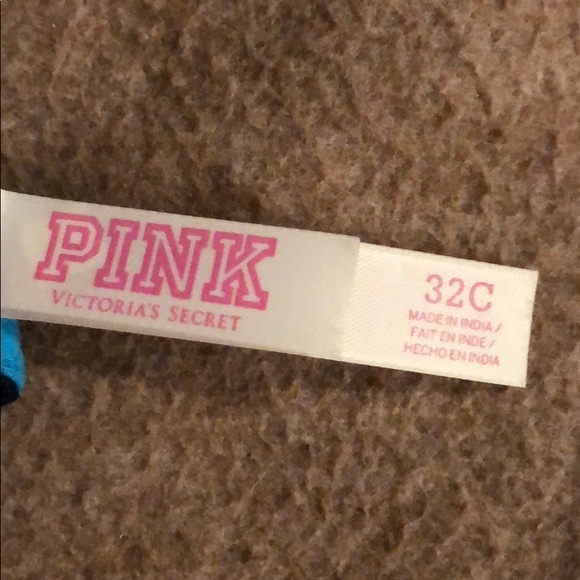 PINK
VICTORIA'S SECRET
32C
MADE IN INDIA /
FAIT EN INDE /
HECHO EN INDIA